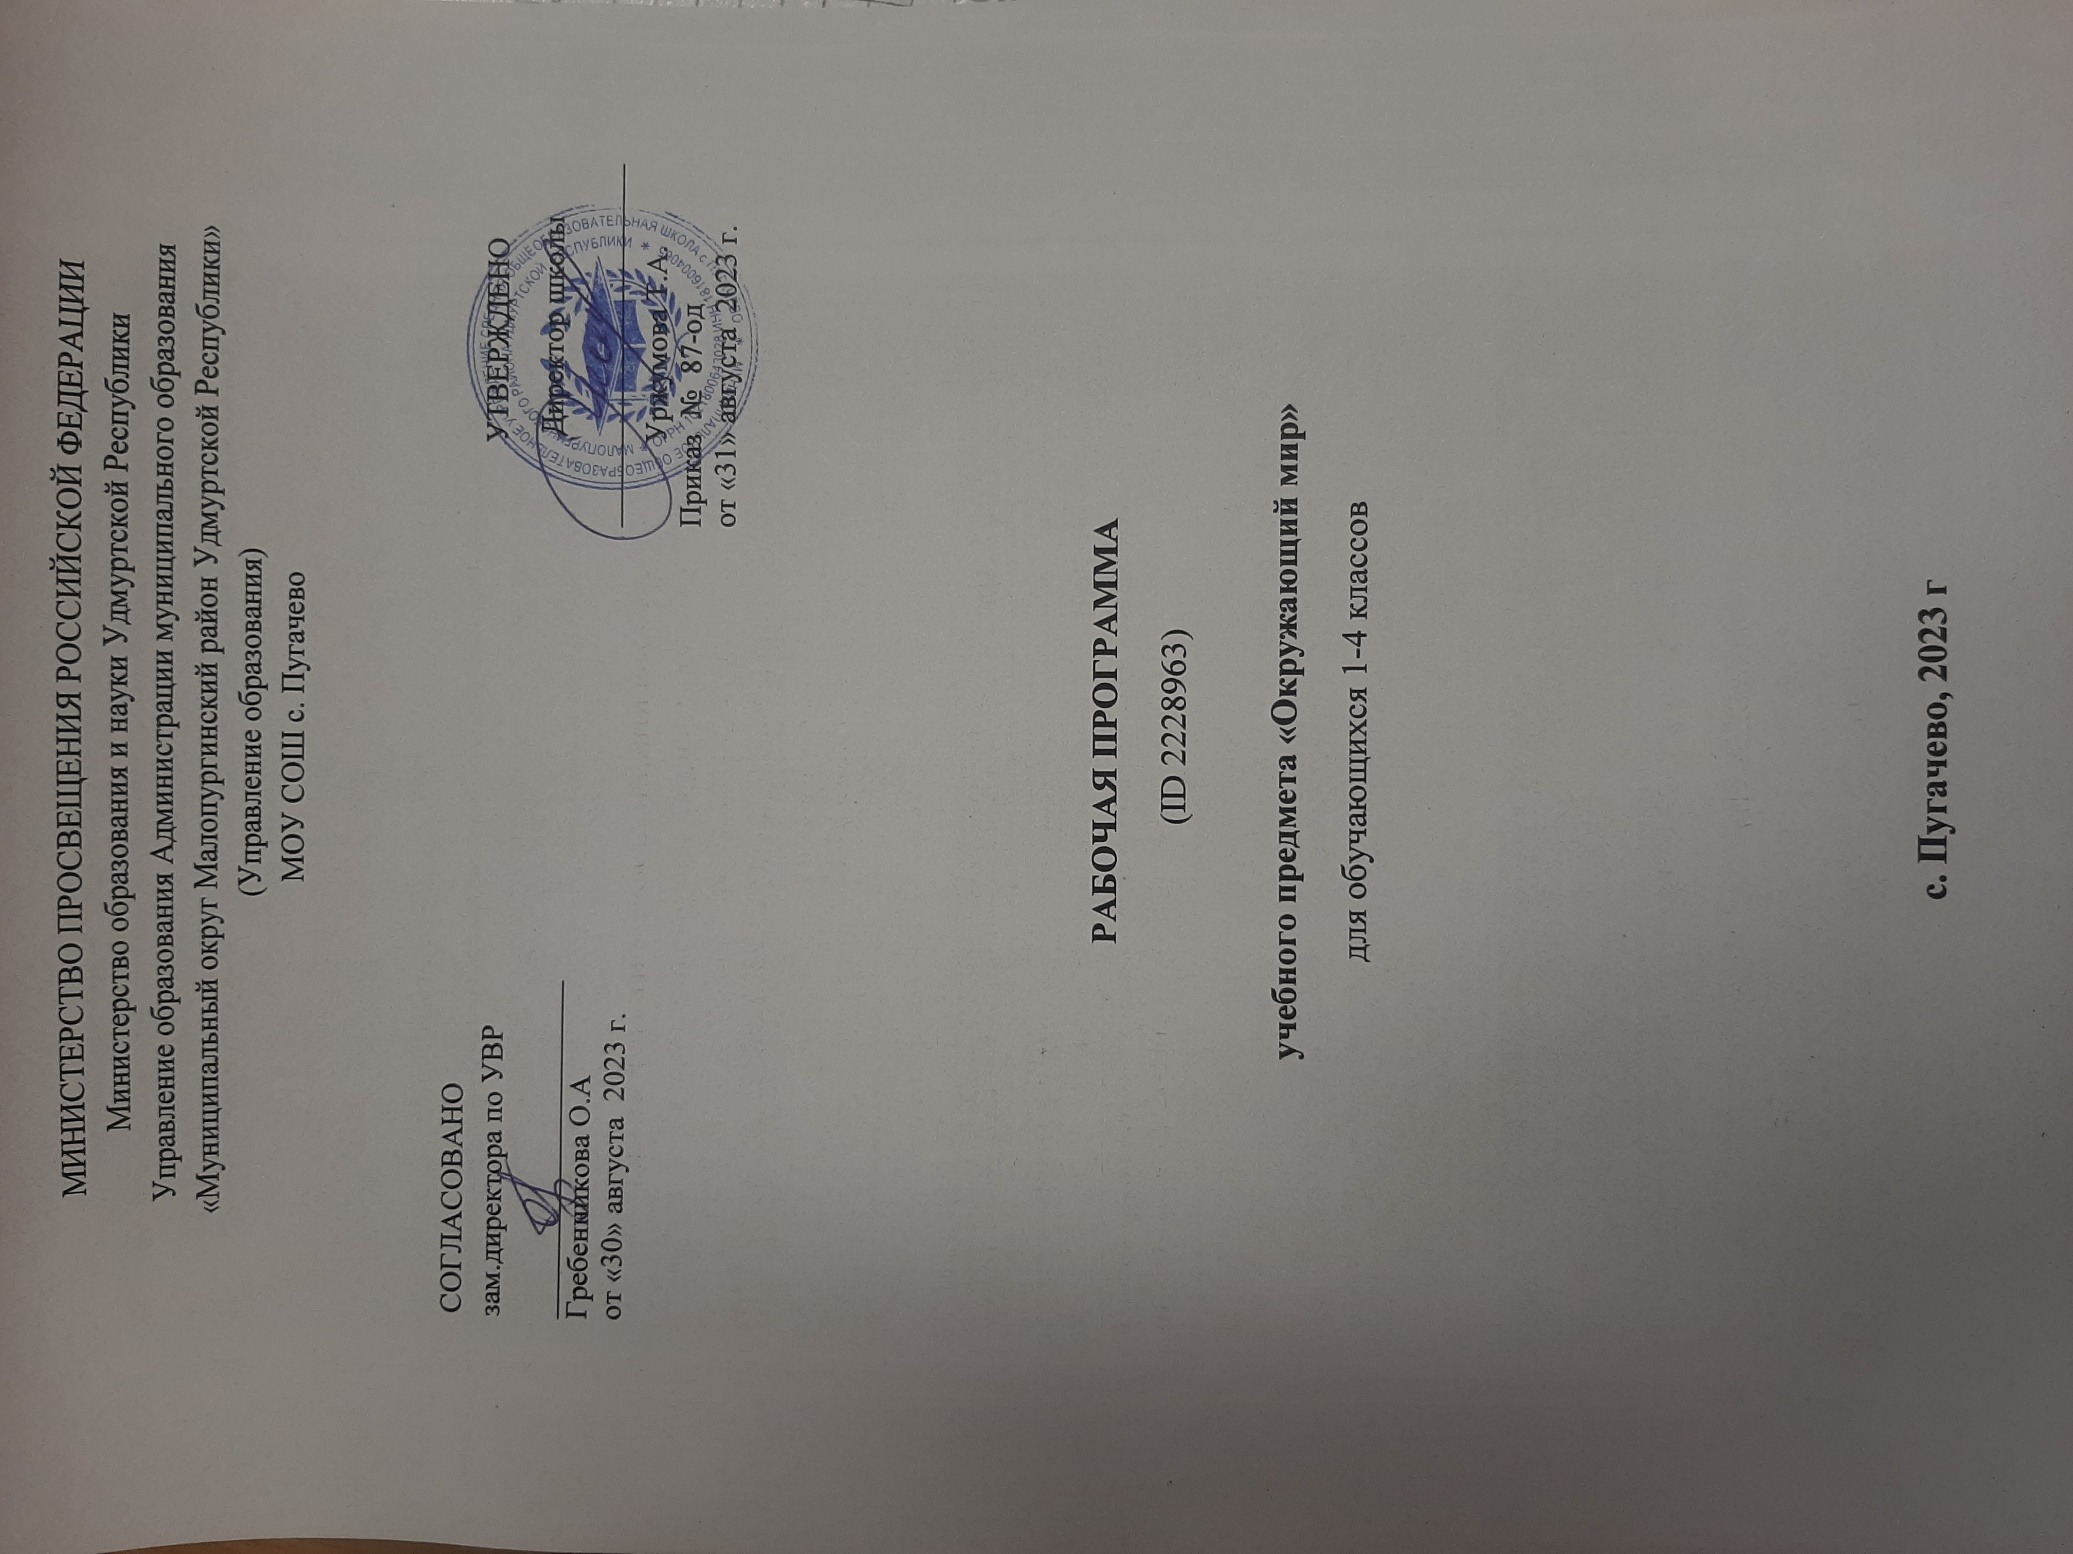 МИНИСТЕРСТВО ПРОСВЕЩЕНИЯ РОССИЙСКОЙ ФЕДЕРАЦИИ
Министерство образования и науки Удмуртской Республики
Управление образования Администрации муниципального образования
«Муниципальный округ Малопургинский район Удмуртской Республики»
(Управление образования)
МОУ СОШ с. Пугачево
СОГЛАСОВАНО
зам.директора по УВР
Гребенникова О.А
от «30» августа 2023 г.
УТВЕРЖДЕНО
Директор школы
Уржумова Т.А.
Приказ № 87-од
от «31» августа 2023 г.
РАБОЧАЯ ПРОГРАММА
(ID 2228963)
учебного предмета «Окружающий мир»
для обучающихся 1-4 классов
с. Пугачево, 2023 г